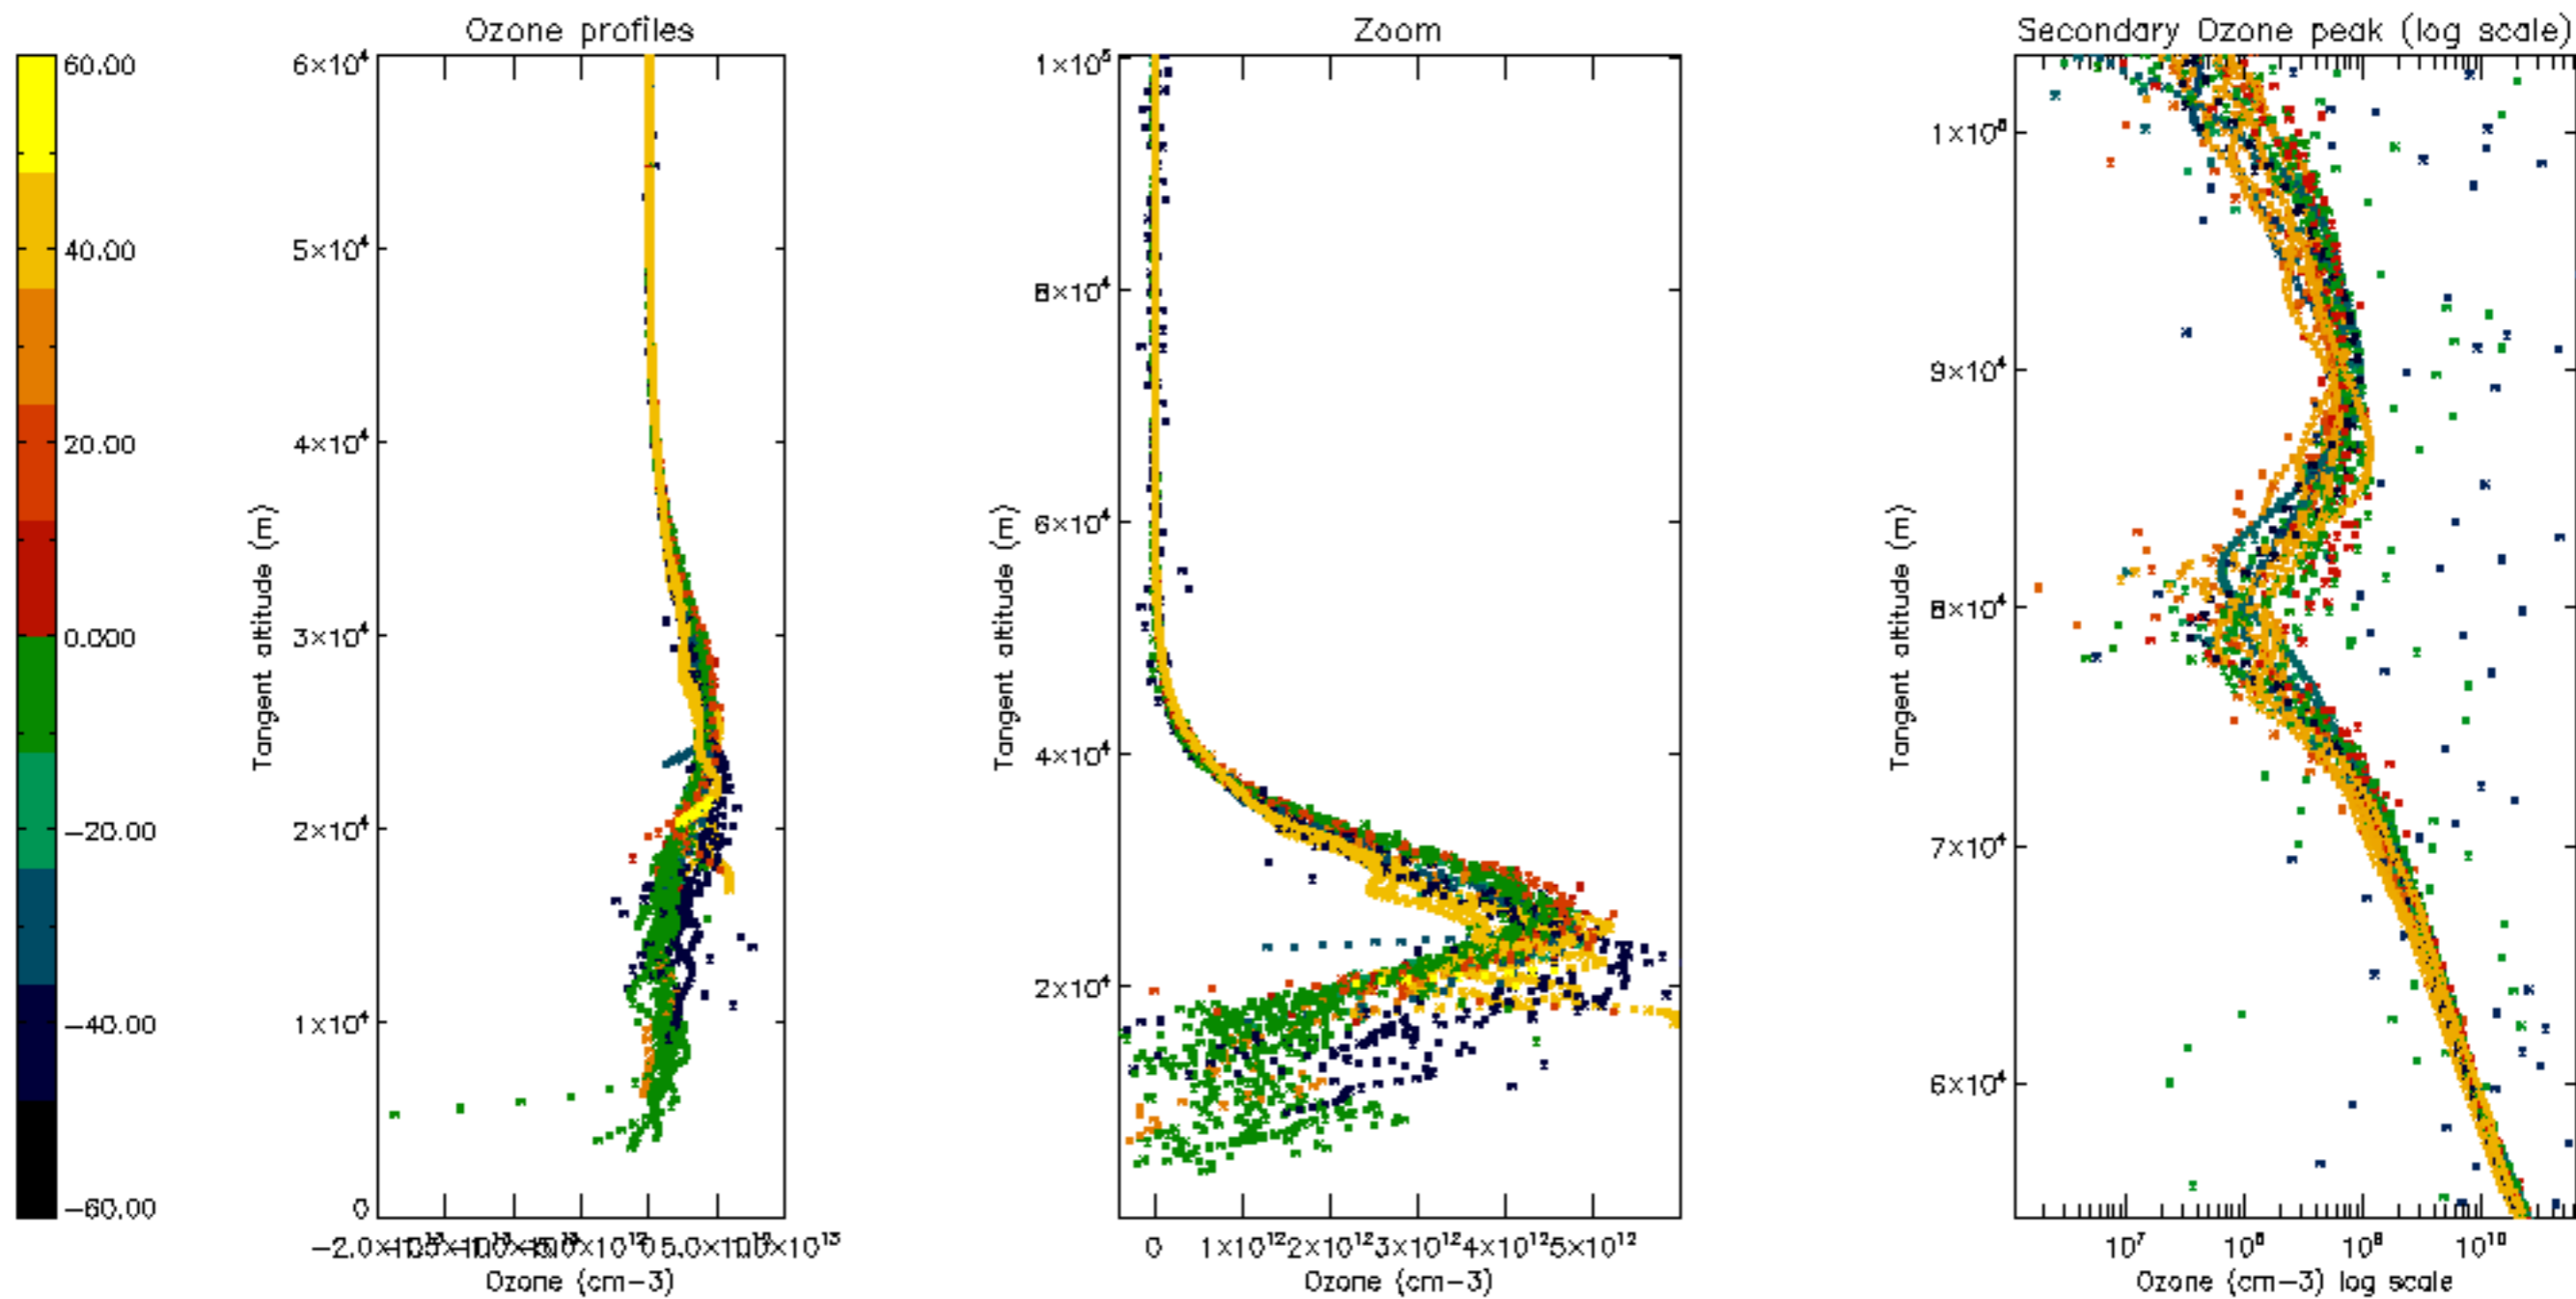 Ozone profiles
Zoom
Secondary Ozone peak (log scale)
60.00
40.00
20.00
0.000
-20.00
-40.00
-60.00
Tangent altitude (m)
6×10⁴
5×10⁴
4×10⁴
3×10⁴
2×10⁴
1×10⁴
0
Ozone (cm-3)
Tangent altitude (m)
1×10⁵
8×10⁴
6×10⁴
4×10⁴
2×10⁴
0 1×10¹² 2×10¹² 3×10¹² 4×10¹² 5×10¹²
Ozone (cm-3)
Tangent altitude (m)
1×10⁵
9×10⁴
8×10⁴
7×10⁴
6×10⁴
10⁷ 10⁸ 10⁹ 10¹⁰
Ozone (cm-3) log scale